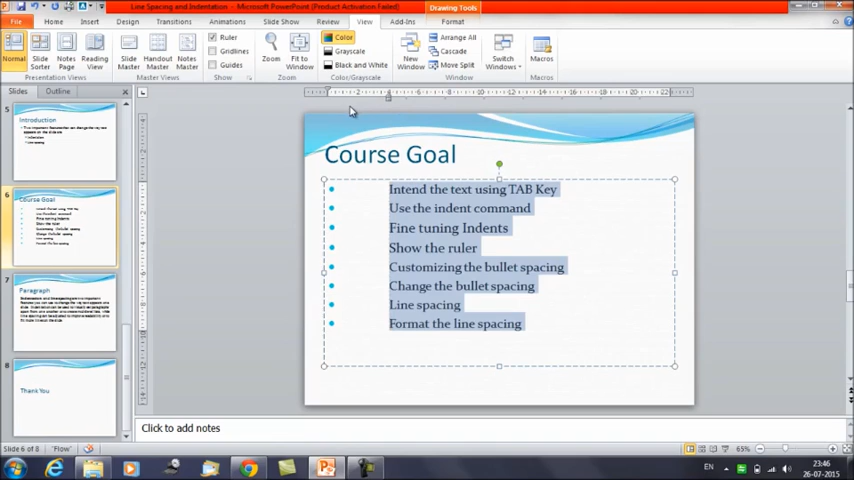 Line Spacing and Indentation - PowerPoint (Product Activation Failed)
Drawing Tools
File Home Insert Design Transitions Animations Slide Show Review View Add-Ins Format
Normal Slide Sorter Notes Page Reading View
Slide Master Handout Master Notes Master
Ruler
Gridlines
Guides
Zoom Fit to Window
Color
Grayscale
Black and White
New Window
Arrange All
Cascade
Move Split
Switch Windows
Macros
Presentation Views Master Views Show Zoom Color/Grayscale Window Macros
Slides Outline
5
Introduction
6
Course Goal
7
Paragraph
8
Thank You
Course Goal
Intend the text using TAB Key
Use the indent command
Fine tuning Indents
Show the ruler
Customizing the bullet spacing
Change the bullet spacing
Line spacing
Format the line spacing
Click to add notes
Slide 6 of 8 "Flow" 65%
EN
23:46
26-07-2015